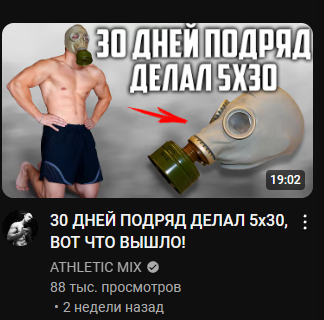 30 ДНЕЙ ПОДРЯД
ДЕЛАЛ 5Х30
19:02
30 ДНЕЙ ПОДРЯД ДЕЛАЛ 5х30,
ВОТ ЧТО ВЫШЛО!
ATHLETIC MIX
88 тыс. просмотров
• 2 недели назад